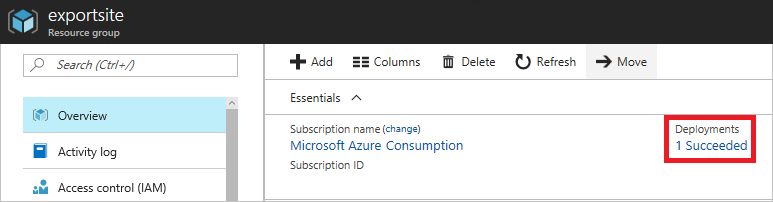 exportsite
Resource group
Search (Ctrl+/)
Overview
Activity log
Access control (IAM)
Add
Columns
Delete
Refresh
Move
Essentials
Subscription name (change)
Microsoft Azure Consumption
Subscription ID
Deployments
1 Succeeded